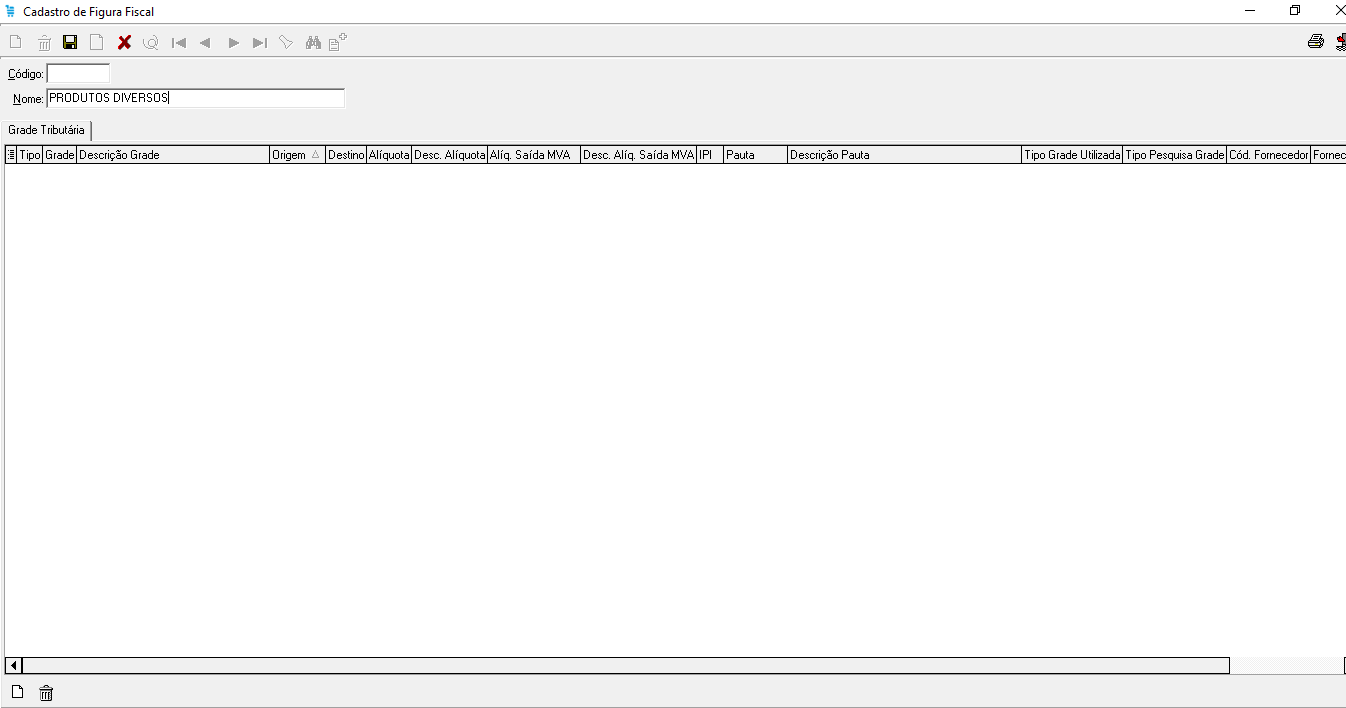 Cadastro de Figura Fiscal
Código:
Nome: PRODUTOS DIVERSOS
Grade Tributária
Tipo Grade Descrição Grade Origem Destino Alíquota Desc. Alíquota Alíq. Saída MVA Desc. Alíq. Saída MVA IPI Pauta Descrição Pauta Tipo Grade Utilizada Tipo Pesquisa Grade Cód. Fornecedor Fornec